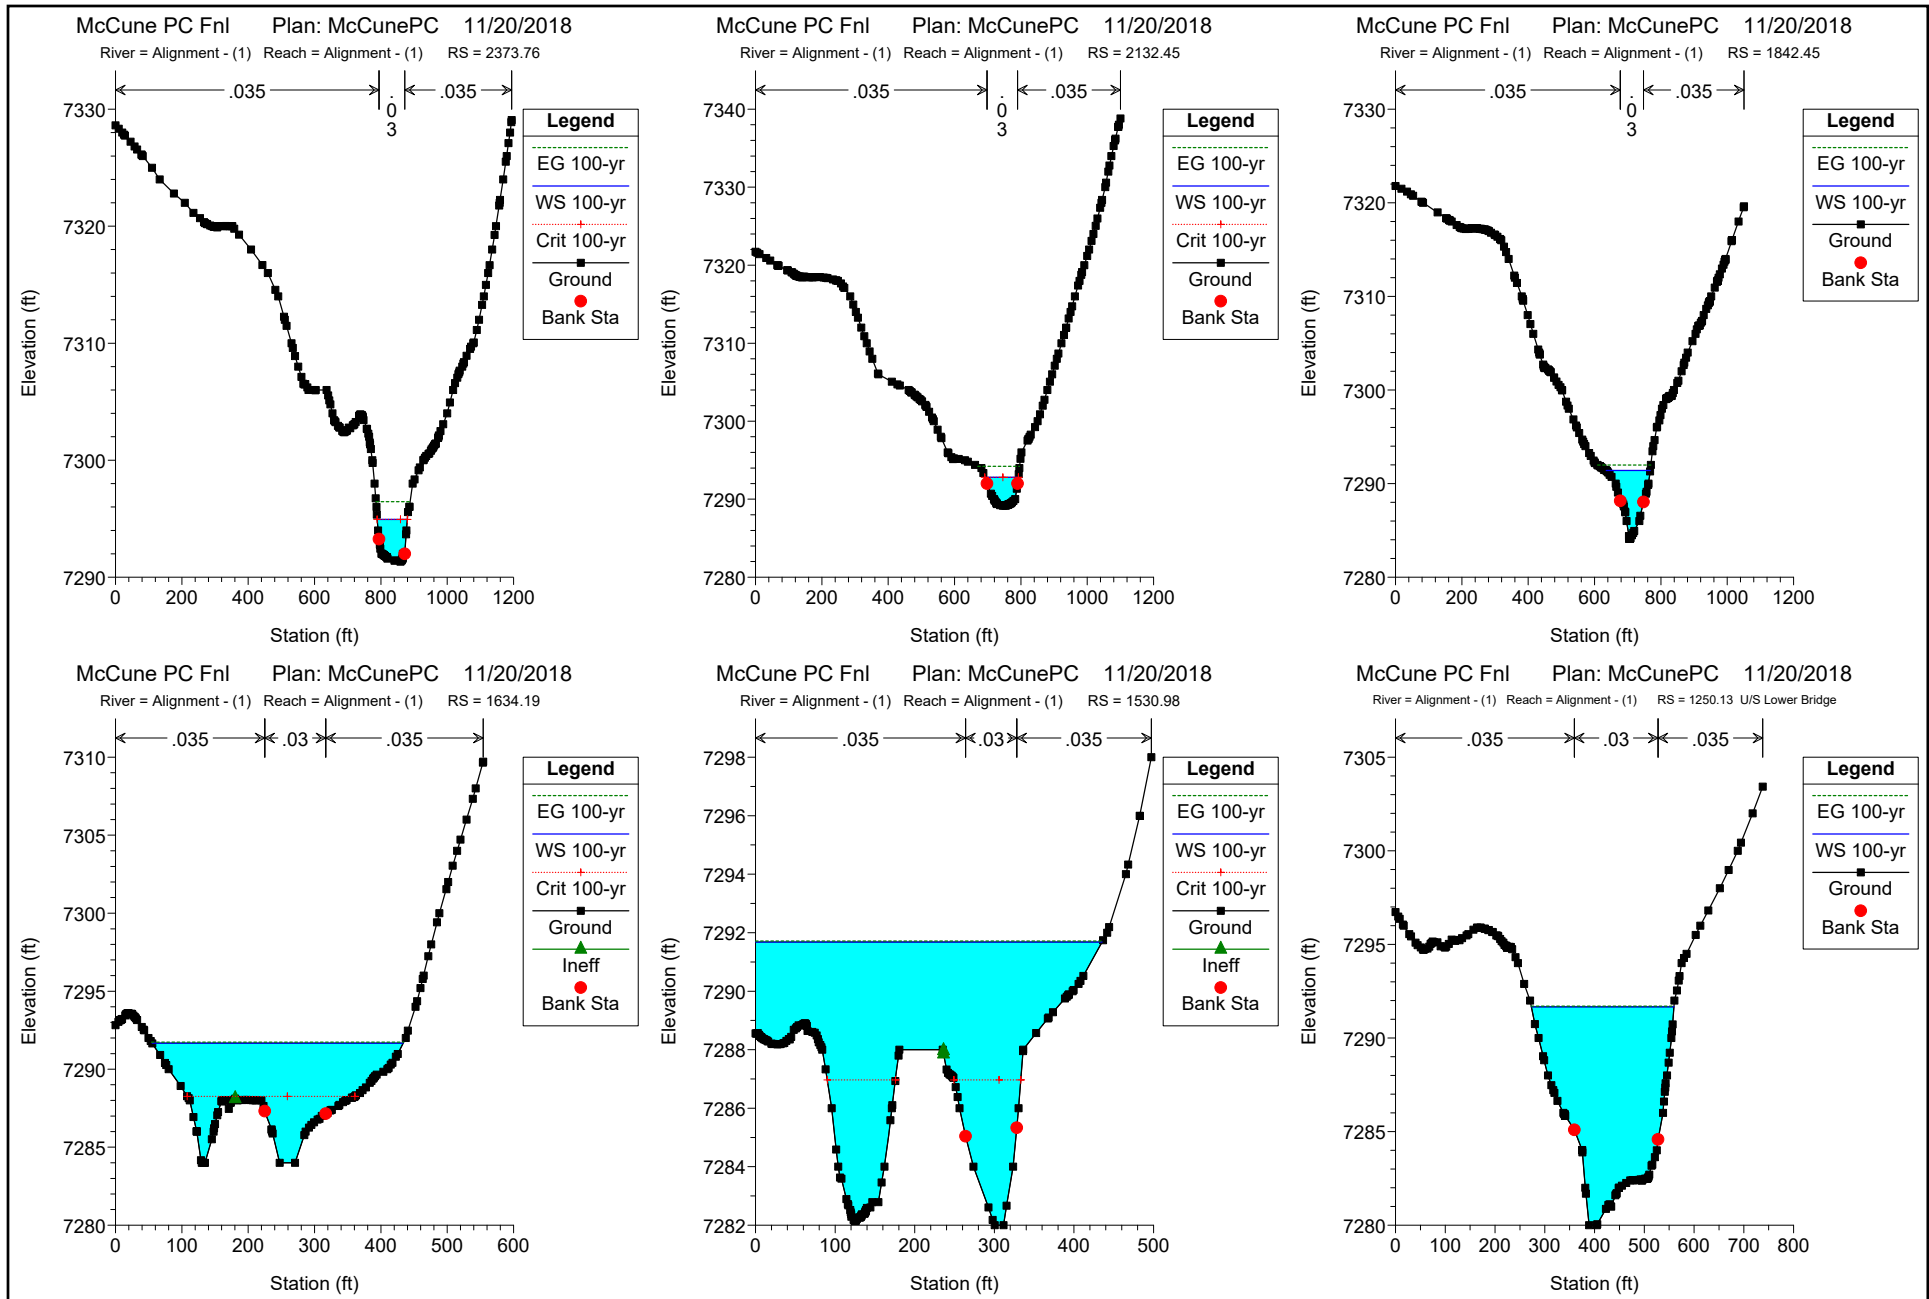 McCune PC Fnl Plan: McCunePC 11/20/2018
River = Alignment - (1) Reach = Alignment - (1) RS = 2373.76
.035 .03 .035
7330
7320
7310
7300
7290
Elevation (ft)
0 200 400 600 800 1000 1200
Station (ft)
Legend
EG 100-yr
WS 100-yr
Crit 100-yr
Ground
Bank Sta
McCune PC Fnl Plan: McCunePC 11/20/2018
River = Alignment - (1) Reach = Alignment - (1) RS = 2132.45
.035 .03 .035
7340
7330
7320
7310
7300
7290
7280
Elevation (ft)
0 200 400 600 800 1000 1200
Station (ft)
Legend
EG 100-yr
WS 100-yr
Crit 100-yr
Ground
Bank Sta
McCune PC Fnl Plan: McCunePC 11/20/2018
River = Alignment - (1) Reach = Alignment - (1) RS = 1842.45
.035 .03 .035
7330
7320
7310
7300
7290
7280
Elevation (ft)
0 200 400 600 800 1000 1200
Station (ft)
Legend
EG 100-yr
WS 100-yr
Ground
Bank Sta
McCune PC Fnl Plan: McCunePC 11/20/2018
River = Alignment - (1) Reach = Alignment - (1) RS = 1634.19
.035 .03 .035
7310
7305
7300
7295
7290
7285
7280
Elevation (ft)
0 100 200 300 400 500 600
Station (ft)
Legend
EG 100-yr
WS 100-yr
Crit 100-yr
Ground
Ineff
Bank Sta
McCune PC Fnl Plan: McCunePC 11/20/2018
River = Alignment - (1) Reach = Alignment - (1) RS = 1530.98
.035 .03 .035
7298
7296
7294
7292
7290
7288
7286
7284
7282
Elevation (ft)
0 100 200 300 400 500
Station (ft)
Legend
EG 100-yr
WS 100-yr
Crit 100-yr
Ground
Ineff
Bank Sta
McCune PC Fnl Plan: McCunePC 11/20/2018
River = Alignment - (1) Reach = Alignment - (1) RS = 1250.13 U/S Lower Bridge
.035 .03 .035
7305
7300
7295
7290
7285
7280
Elevation (ft)
0 100 200 300 400 500 600 700 800
Station (ft)
Legend
EG 100-yr
WS 100-yr
Ground
Bank Sta